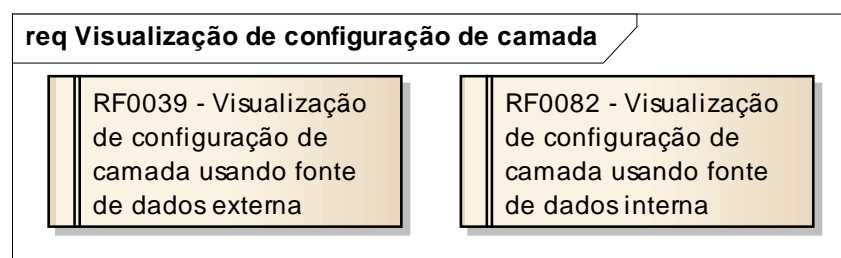 req Visualização de configuração de camada
RF0039 - Visualização
de configuração de
camada usando fonte
de dados externa
RF0082 - Visualização
de configuração de
camada usando fonte
de dados interna